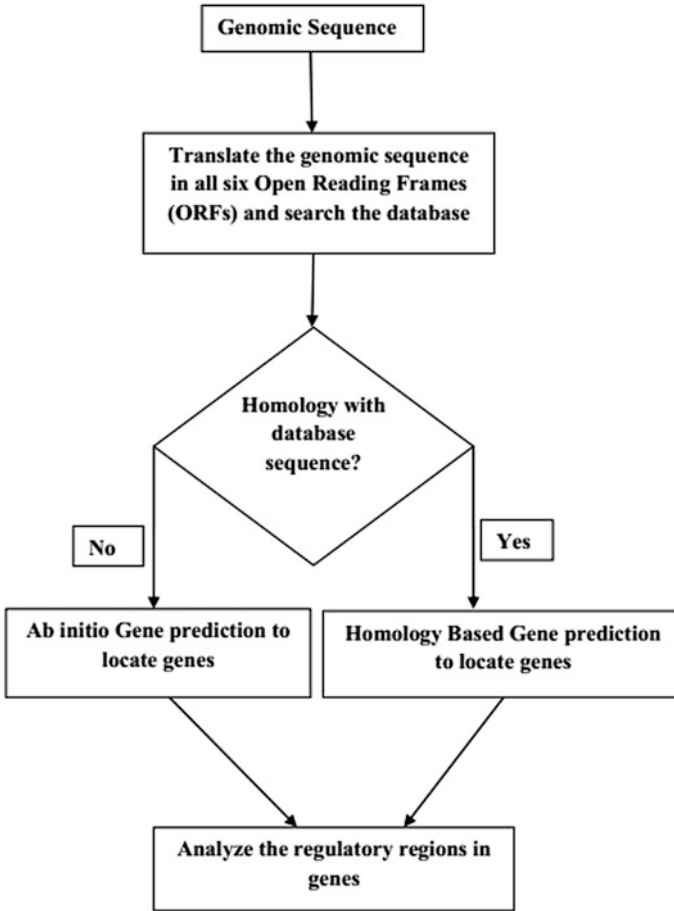 Genomic Sequence
Translate the genomic sequence
in all six Open Reading Frames
(ORFs) and search the database
Homology with
database
sequence?
No
Yes
Ab initio Gene prediction to
locate genes
Homology Based Gene prediction
to locate genes
Analyze the regulatory regions in
genes